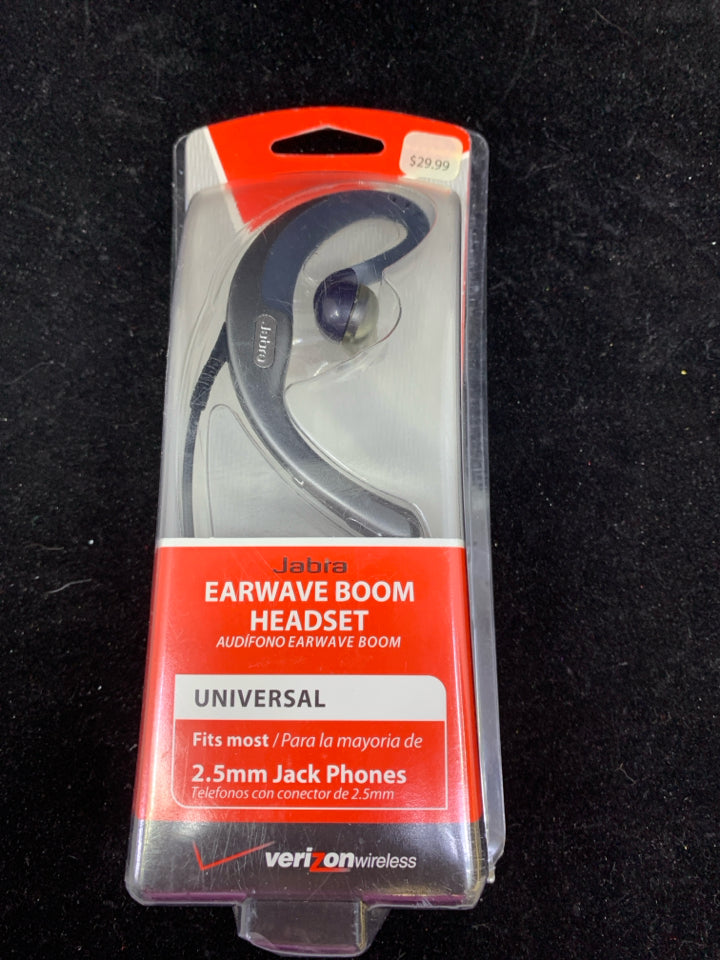 $29.99
Jabra
Jabra
EARWAVE BOOM
HEADSET
AUDÍFONO EARWAVE BOOM
UNIVERSAL
Fits most / Para la mayoria de
2.5mm Jack Phones
Telefonos con conector de 2.5mm
verizonwireless